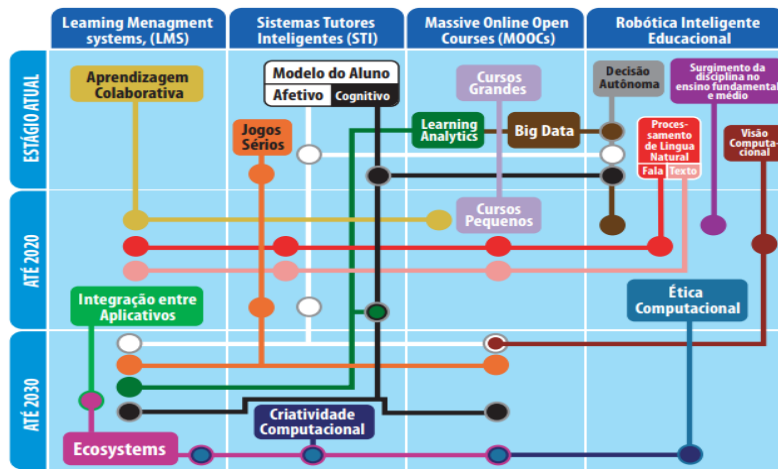 Leaming Menagment
systems, (LMS)
Sistemas Tutores
Inteligentes (STI)
Massive Online Open
Courses (MOOCs)
Robótica Inteligente
Educacional
ESTÁGIO ATUAL
Aprendizagem
Colaborativa
Modelo do Aluno
Afetivo
Cognitivo
Jogos
Sérios
Cursos
Grandes
Learning
Analytics
Big Data
Decisão
Autônoma
Surgimento da
disciplina no
ensino fundamental
e médio
Proces-
samento
de Lingua
Natural
Fala
Texto
Visão
Computa-
cional
ATÉ 2020
Cursos
Pequenos
Integração entre
Aplicativos
Ética
Computacional
ATÉ 2030
Criatividade
Computacional
Ecosystems